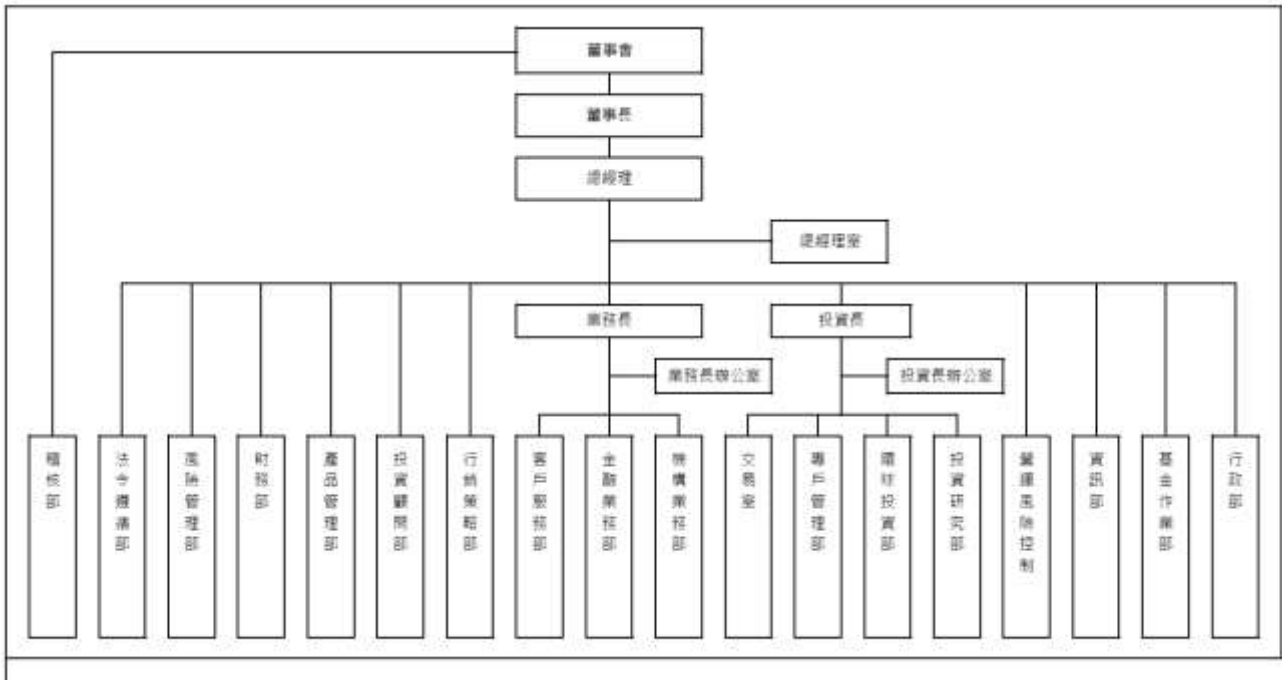 董事會
董事長
總經理
總經理室
業務長
投資長
業務長辦公室
投資長辦公室
稽核部
法令遵循部
風險管理部
財務部
產品管理部
投資顧問部
行銷策略部
客戶服務部
金融業務部
機構業務部
交易室
專戶管理部
環球投資部
投資研究部
營運風險控制
資訊部
基金作業部
行政部